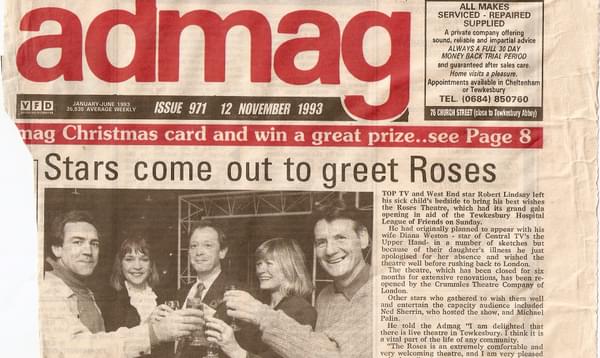 admag
ALL MAKES
SERVICED - REPAIRED
SUPPLIED
A private company offering
sound, reliable and impartial advice
ALWAYS A FULL 30 DAY
MONEY BACK TRIAL PERIOD
and guaranteed after sales care.
Home visits a pleasure.
Appointments available in Cheltenham
or Tewkesbury
TEL. (0684) 850760
76 CHURCH STREET (close to Tewkesbury Abbey)
VFD
JANUARY-JUNE 1993
AVERAGE WEEKLY
ISSUE 971 12 NOVEMBER 1993
mag Christmas card and win a great prize..see Page 8
Stars come out to greet Roses
TOP TV and West End star Robert Lindsay left
his sick child's bedside to bring his best wishes
the Roses Theatre, which had its grand gala
opening in aid of the Tewkesbury Hospital
League of Friends on Sunday.
He had originally planned to appear with his
wife Diana Weston - star of Central TV's the
Upper Hand- in a number of sketches but
because of their daughter's illness he just
apologised for her absence and wished the
theatre well before rushing back to London.
The theatre, which has been closed for six
months for extensive renovations, has been re-
opened by the Crummles Theatre Company of
London.
Other stars who gathered to wish them well
and entertain the capacity audience included
Ned Sherrin, who hosted the show, and Michael
Palin.
He told the Admag "I am delighted that
there is live theatre in Tewkesbury. I think it is
a vital part of the life of any community.
"The Roses is an extremely comfortable and
very welcoming theatre, and I am very pleased